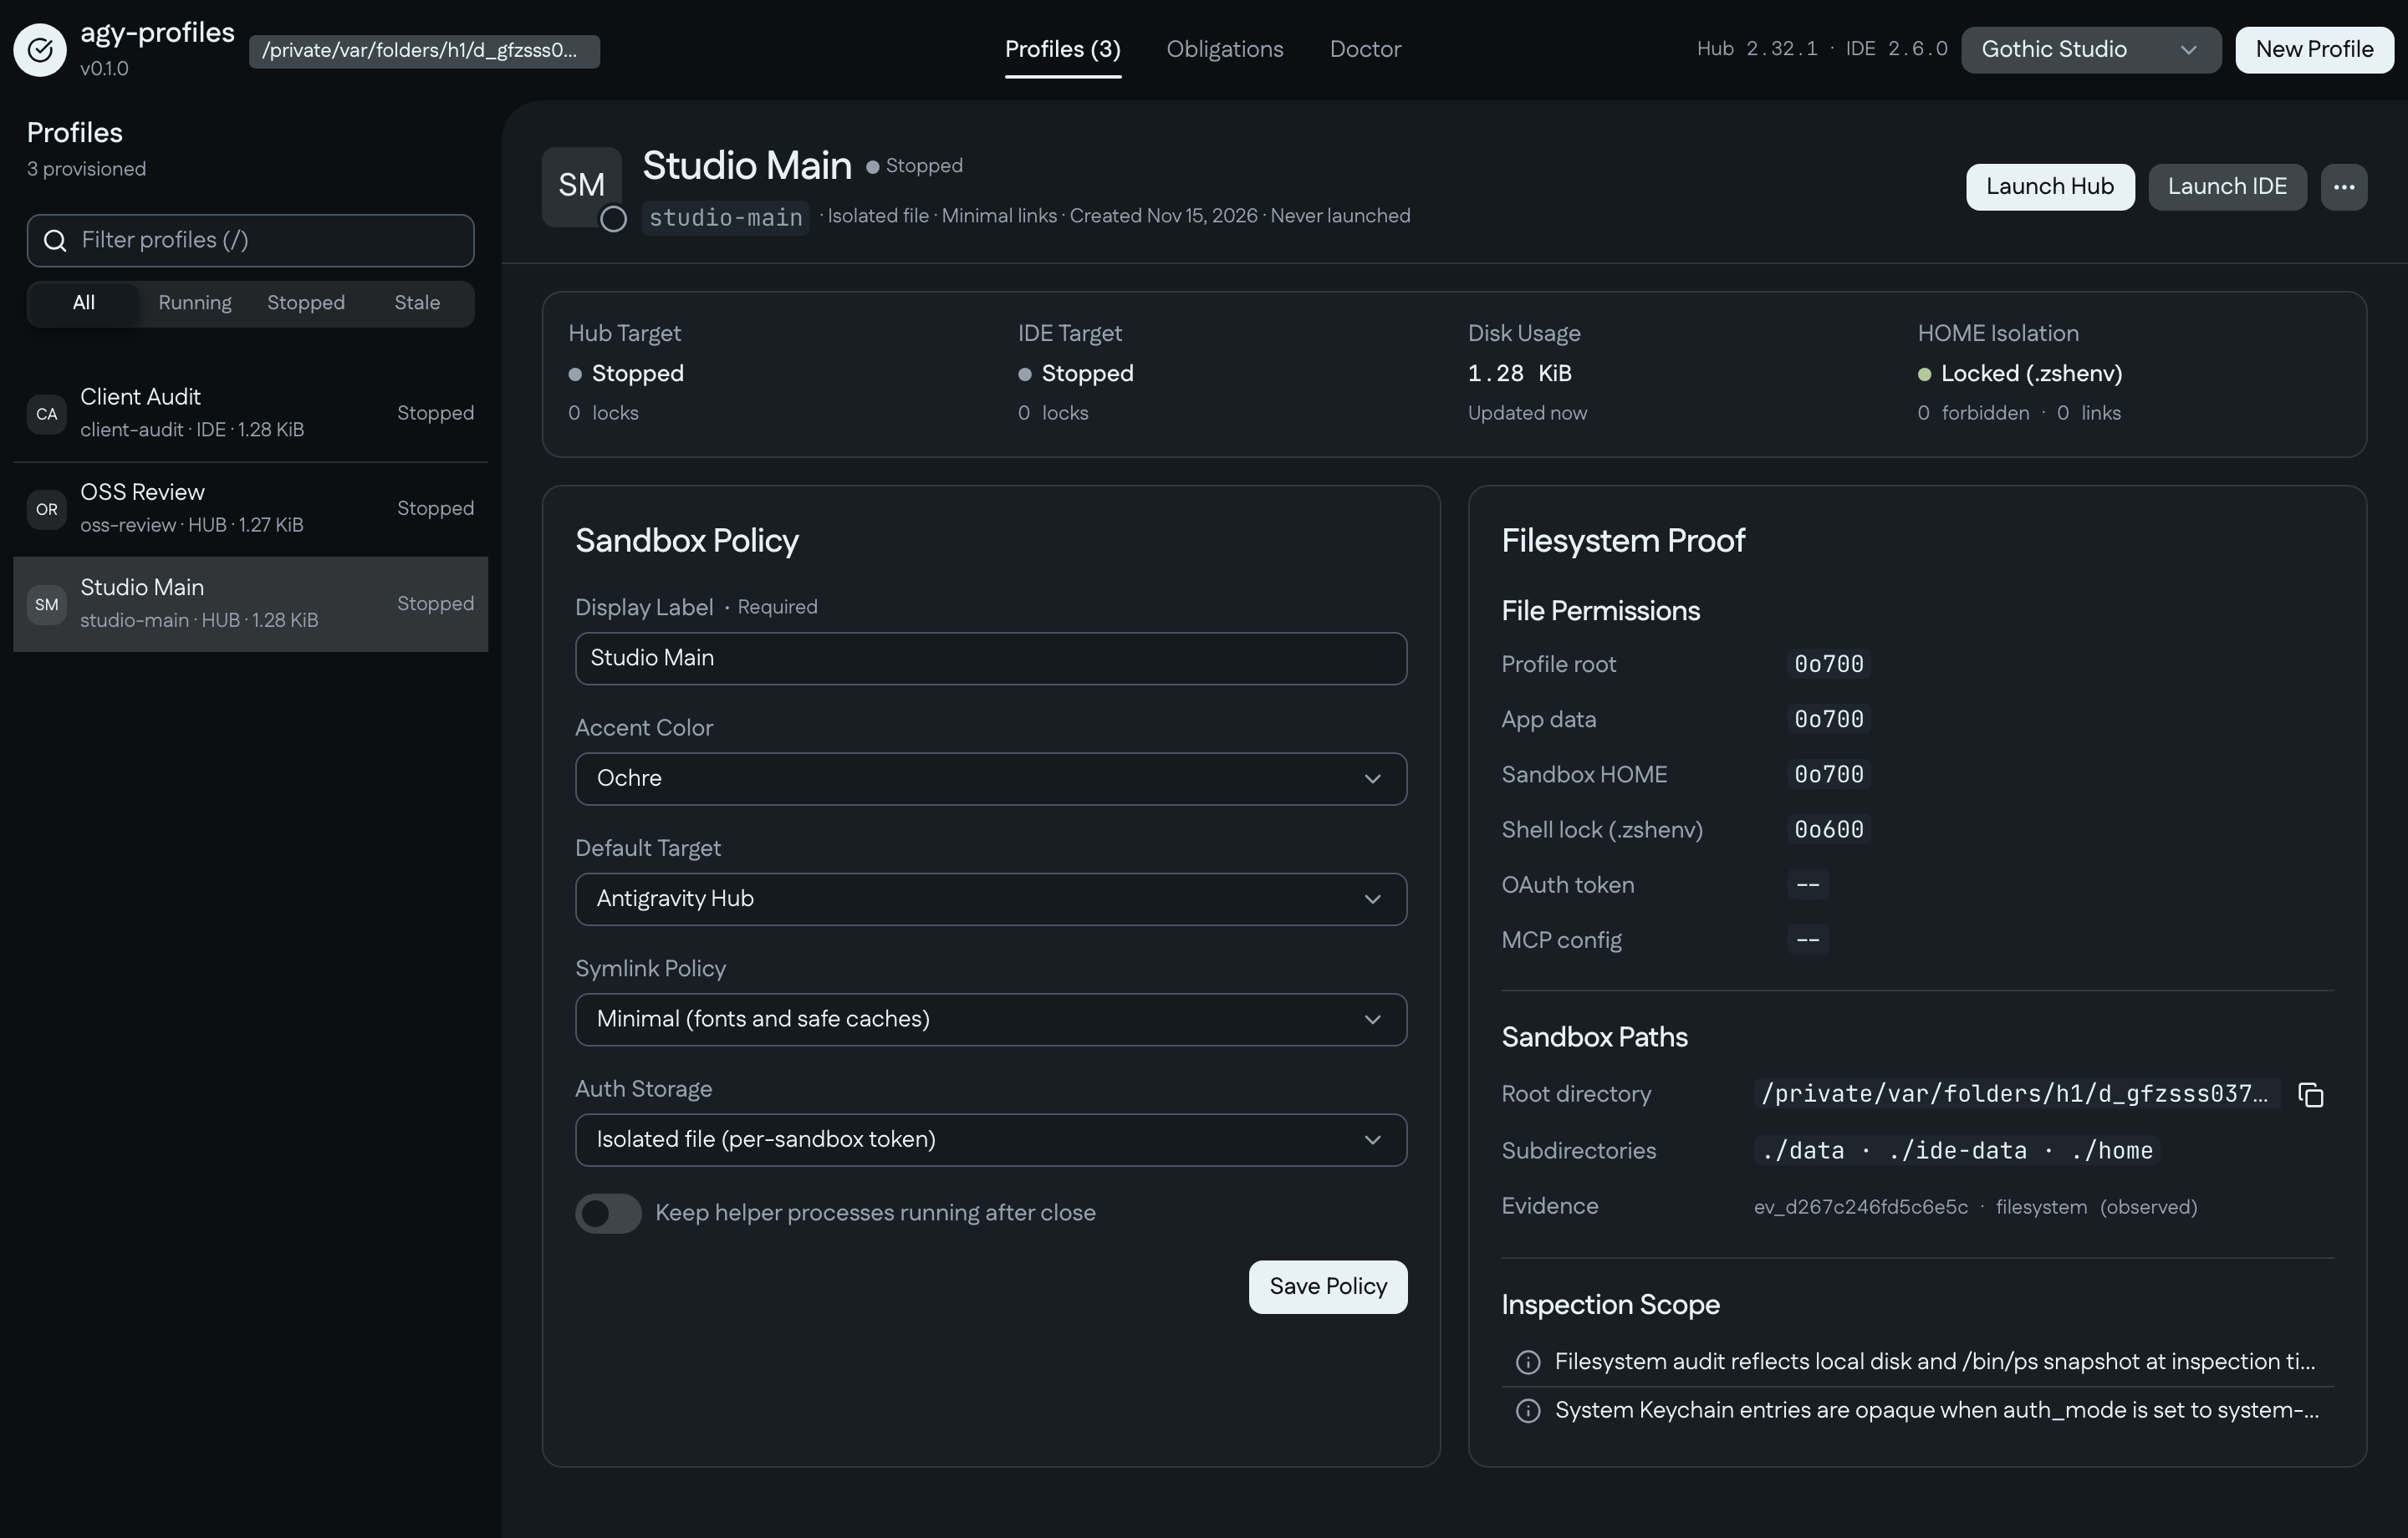 agy-profiles
v0.1.0
/private/var/folders/h1/d_gfzsss0...
Profiles (3)
Obligations
Doctor
Hub 2.32.1 · IDE 2.6.0
Gothic Studio
New Profile
Profiles
3 provisioned
Filter profiles (/)
All
Running
Stopped
Stale
CA
Client Audit
client-audit · IDE · 1.28 KiB
Stopped
OR
OSS Review
oss-review · HUB · 1.27 KiB
Stopped
SM
Studio Main
studio-main · HUB · 1.28 KiB
Stopped
SM
Studio Main
Stopped
studio-main · Isolated file · Minimal links · Created Nov 15, 2026 · Never launched
Launch Hub
Launch IDE
Hub Target
Stopped
0 locks
IDE Target
Stopped
0 locks
Disk Usage
1.28 KiB
Updated now
HOME Isolation
Locked (.zshenv)
0 forbidden · 0 links
Sandbox Policy
Display Label · Required
Studio Main
Accent Color
Ochre
Default Target
Antigravity Hub
Symlink Policy
Minimal (fonts and safe caches)
Auth Storage
Isolated file (per-sandbox token)
Keep helper processes running after close
Save Policy
Filesystem Proof
File Permissions
Profile root 0o700
App data 0o700
Sandbox HOME 0o700
Shell lock (.zshenv) 0o600
OAuth token --
MCP config --
Sandbox Paths
Root directory /private/var/folders/h1/d_gfzsss037...
Subdirectories ./data · ./ide-data · ./home
Evidence ev_d267c246fd5c6e5c · filesystem (observed)
Inspection Scope
Filesystem audit reflects local disk and /bin/ps snapshot at inspection ti...
System Keychain entries are opaque when auth_mode is set to system-...